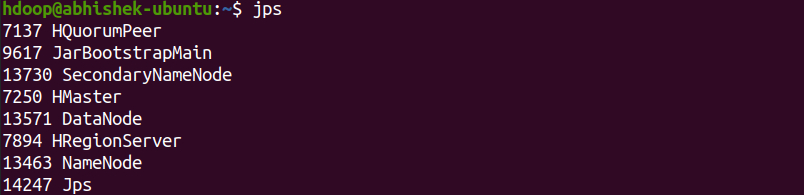 hdoop@abhishek-ubuntu:~$ jps
7137 HQuorumPeer
9617 JarBootstrapMain
13730 SecondaryNameNode
7250 HMaster
13571 DataNode
7894 HRegionServer
13463 NameNode
14247 Jps